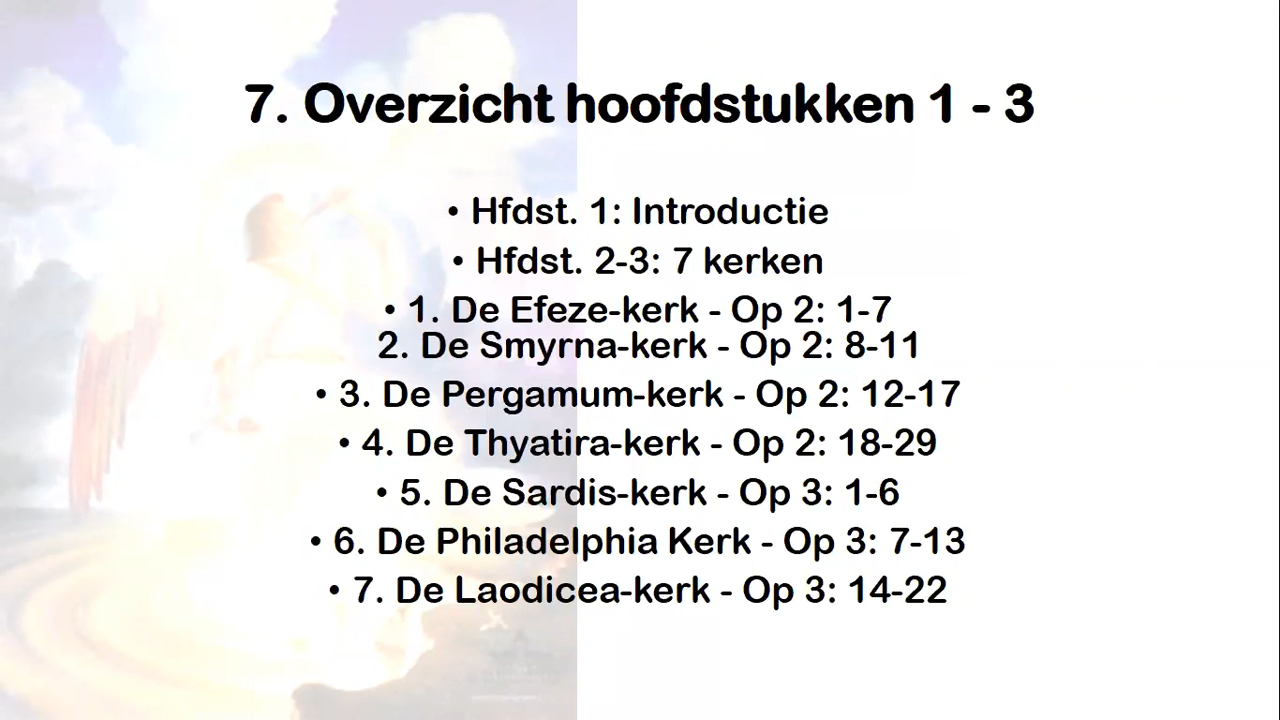 7. Overzicht hoofdstukken 1 - 3
• Hfdst. 1: Introductie
• Hfdst. 2-3: 7 kerken
• 1. De Efeze-kerk - Op 2: 1-7
2. De Smyrna-kerk - Op 2: 8-11
• 3. De Pergamum-kerk - Op 2: 12-17
• 4. De Thyatira-kerk - Op 2: 18-29
• 5. De Sardis-kerk - Op 3: 1-6
• 6. De Philadelphia Kerk - Op 3: 7-13
• 7. De Laodicea-kerk - Op 3: 14-22